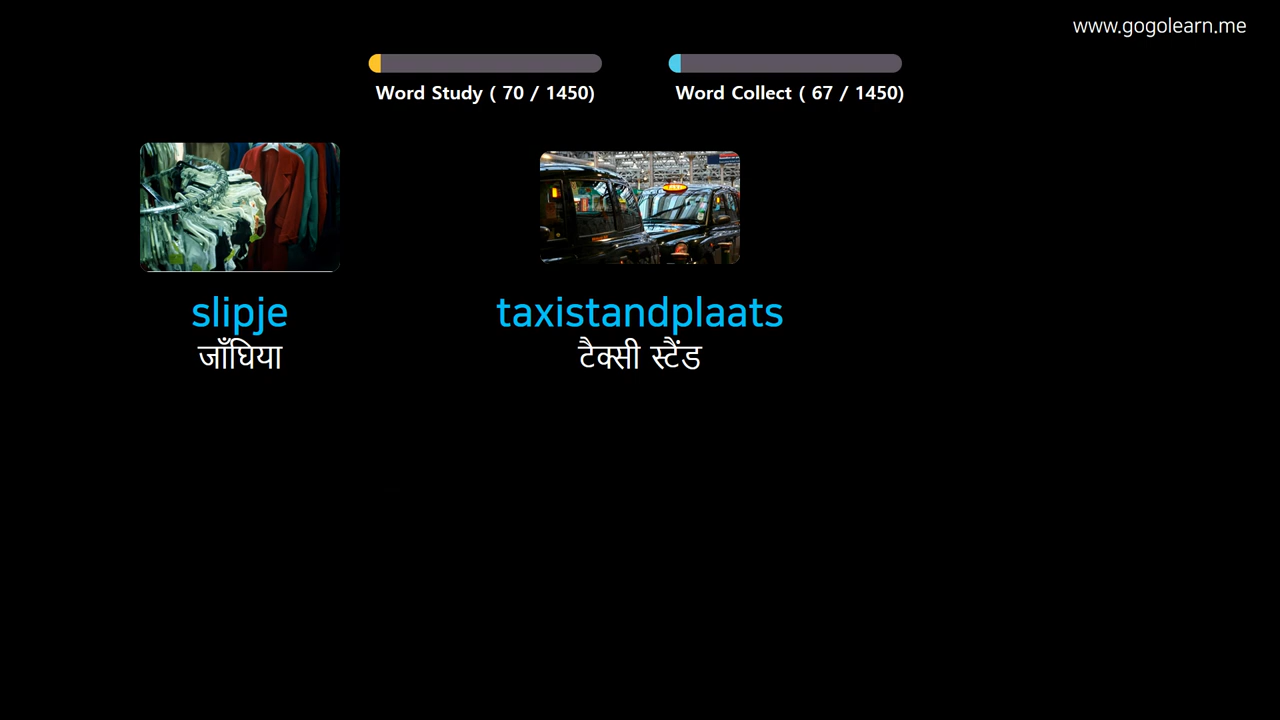 www.gogolearn.me
Word Study ( 70 / 1450)
Word Collect ( 67 / 1450)
slipje
जाँघिया
taxistandplaats
टैक्सी स्टैंड